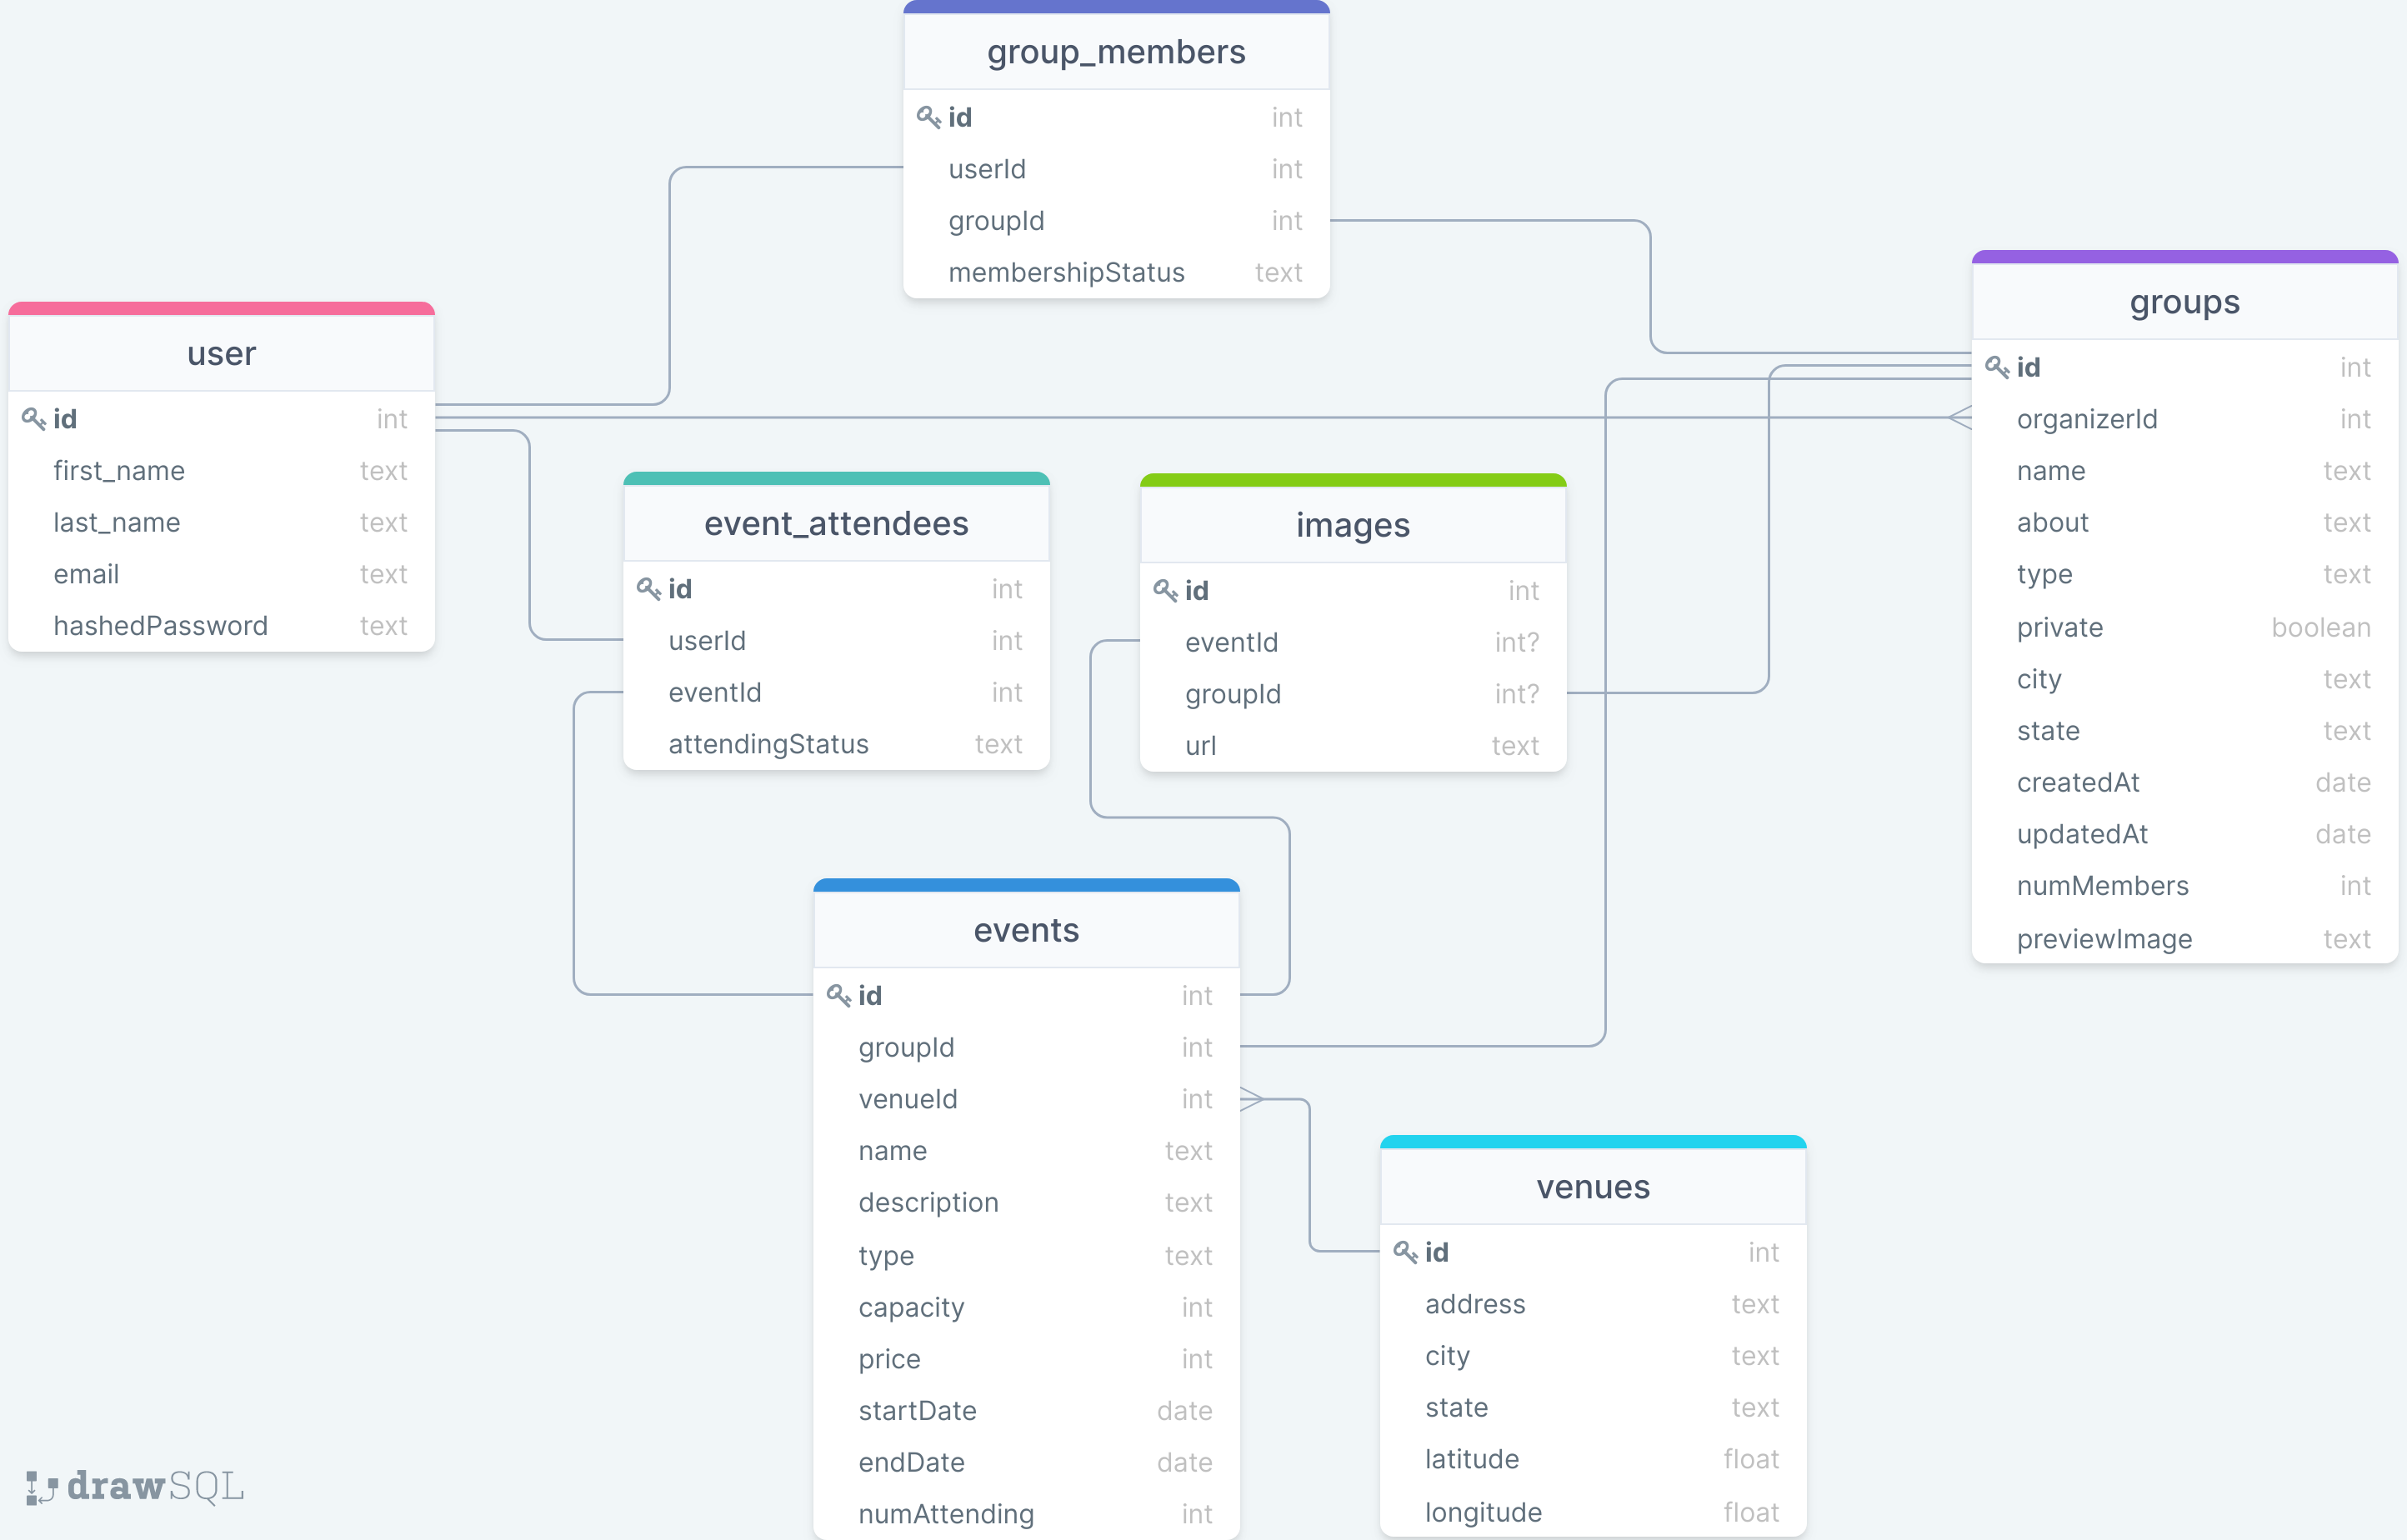 group_members
id int
userId int
groupId int
membershipStatus text
user
id int
first_name text
last_name text
email text
hashedPassword text
groups
id int
organizerId int
name text
about text
type text
private boolean
city text
state text
createdAt date
updatedAt date
numMembers int
previewImage text
event_attendees
id int
userId int
eventId int
attendingStatus text
images
id int
eventId int?
groupId int?
url text
events
id int
groupId int
venueId int
name text
description text
type text
capacity int
price int
startDate date
endDate date
numAttending int
venues
id int
address text
city text
state text
latitude float
longitude float
drawSQL